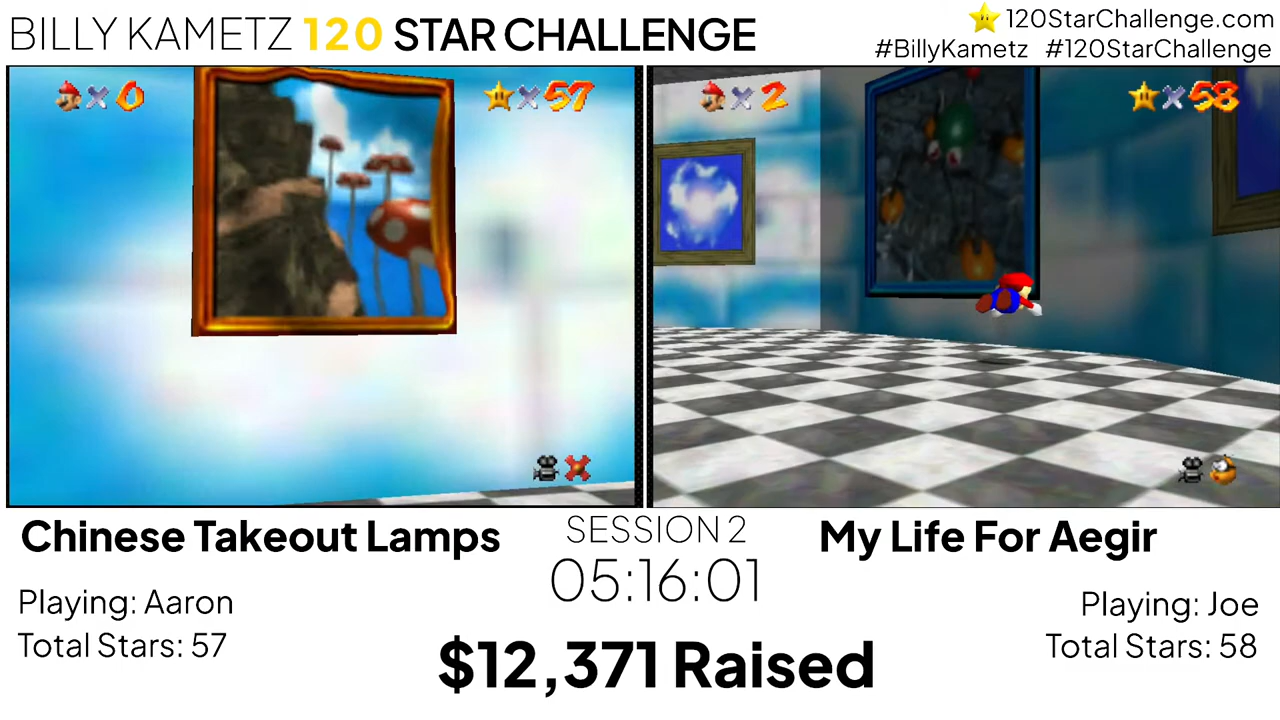 BILLY KAMETZ 120 STAR CHALLENGE
120StarChallenge.com
#BillyKametz #120StarChallenge
x 0
x 57
x 2
x 58
Chinese Takeout Lamps
SESSION 2
My Life For Aegir
05:16:01
Playing: Aaron
Total Stars: 57
Playing: Joe
Total Stars: 58
$12,371 Raised